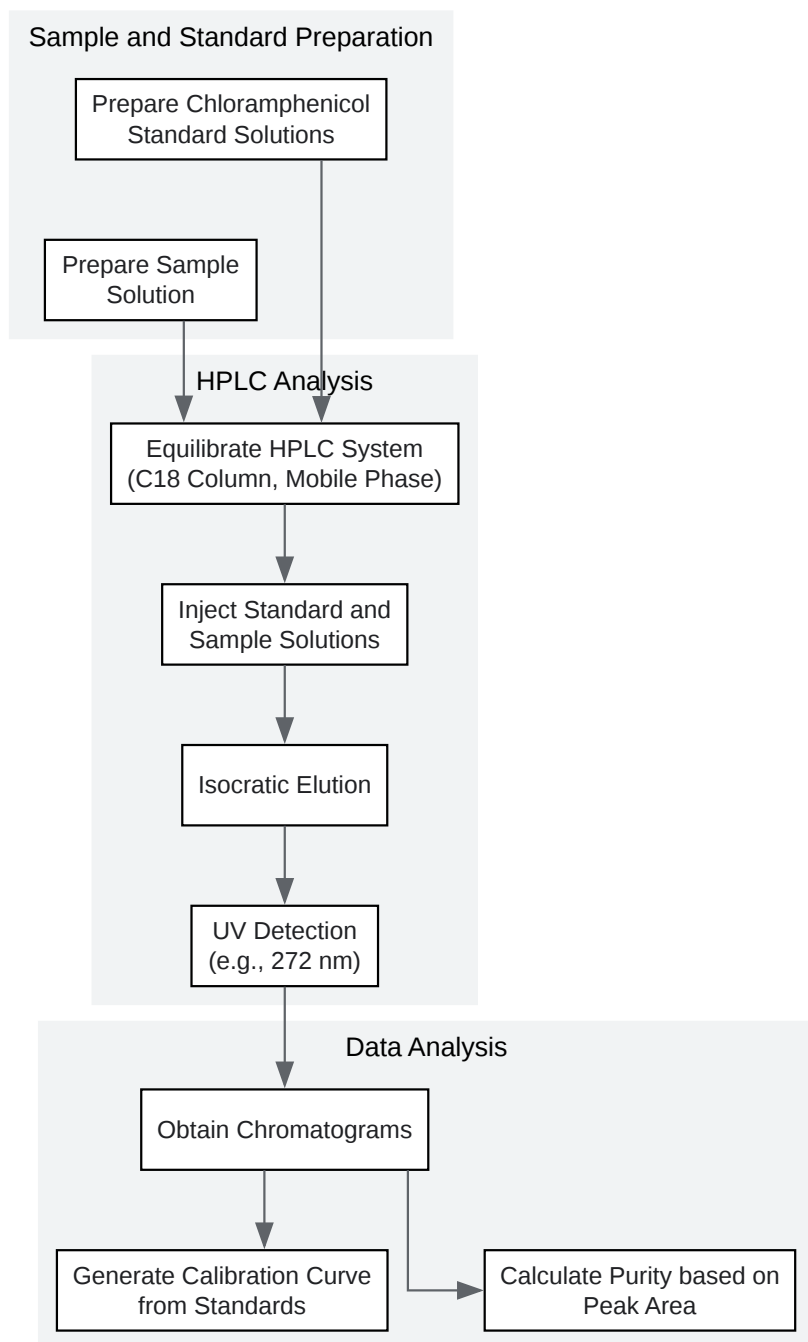 Sample and Standard Preparation
Prepare Chloramphenicol
Standard Solutions
Prepare Sample
Solution
HPLC Analysis
Equilibrate HPLC System
(C18 Column, Mobile Phase)
Inject Standard and
Sample Solutions
Isocratic Elution
UV Detection
(e.g., 272 nm)
Data Analysis
Obtain Chromatograms
Generate Calibration Curve
from Standards
Calculate Purity based on
Peak Area